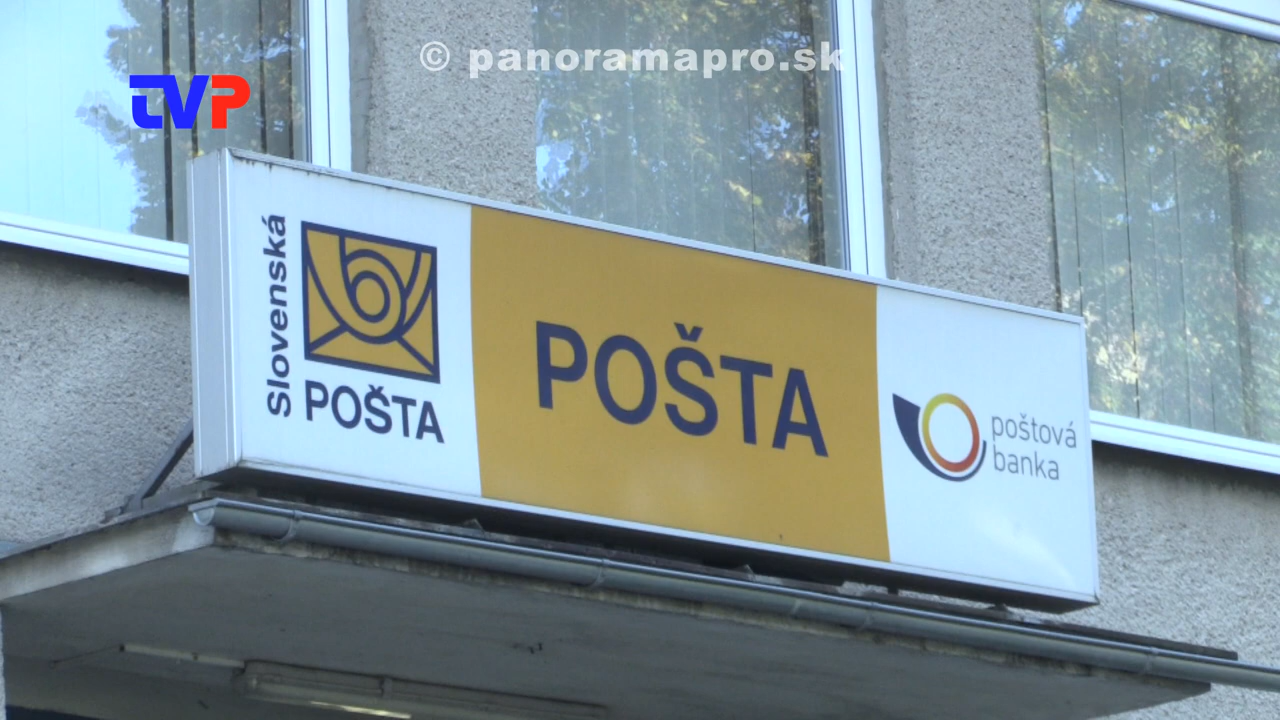 © panoramapro.sk
TVP
Slovenská
POŠTA
POŠTA
poštová
banka